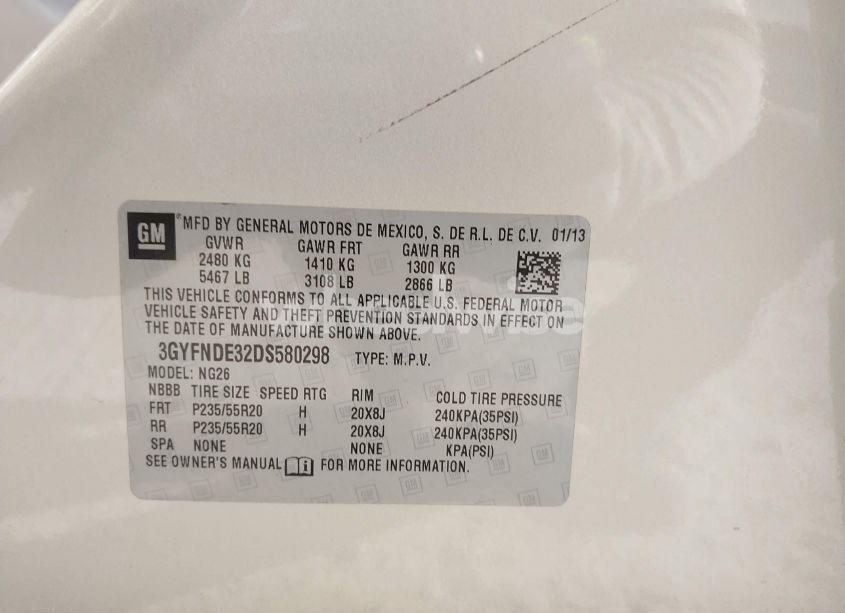 GM
MFD BY GENERAL MOTORS DE MEXICO, S. DE R.L. DE C.V. 01/13
GVWR GAWR FRT GAWR RR
2480 KG 1410 KG 1300 KG
5467 LB 3108 LB 2866 LB
THIS VEHICLE CONFORMS TO ALL APPLICABLE U.S. FEDERAL MOTOR
VEHICLE SAFETY AND THEFT PREVENTION STANDARDS IN EFFECT ON
THE DATE OF MANUFACTURE SHOWN ABOVE.
3GYFNDE32DS580298 TYPE: M.P.V.
MODEL: NG26
NBBB TIRE SIZE SPEED RTG RIM COLD TIRE PRESSURE
FRT P235/55R20 H 20X8J 240KPA(35PSI)
RR P235/55R20 H 20X8J 240KPA(35PSI)
SPA NONE NONE KPA(PSI)
SEE OWNER'S MANUAL FOR MORE INFORMATION.